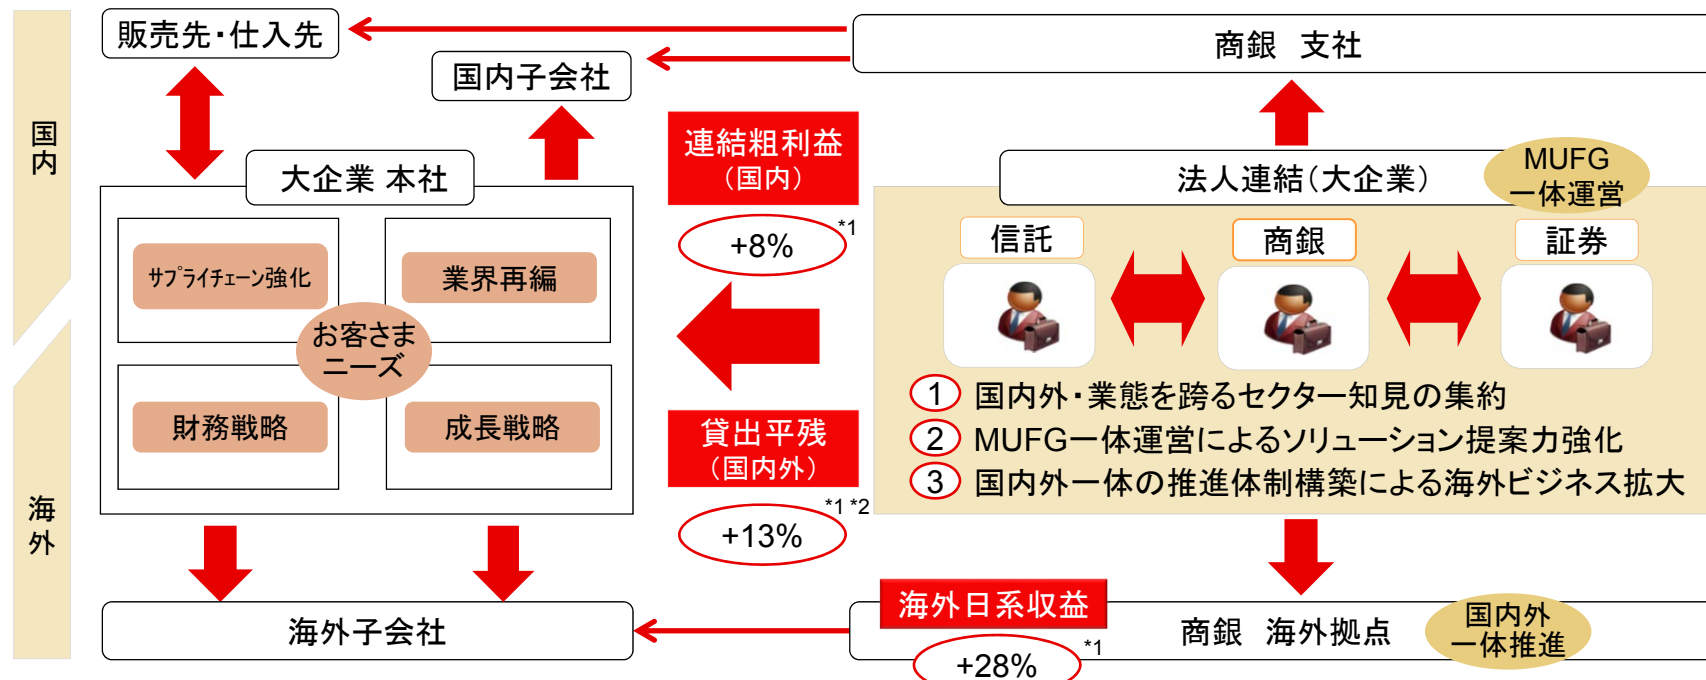 国内
海外
販売先・仕入先
国内子会社
大企業 本社
サプライチェーン強化
業界再編
お客さま
ニーズ
財務戦略
成長戦略
海外子会社
連結粗利益
(国内)
+8%
*1
貸出平残
(国内外)
*1 *2
+13%
海外日系収益
+28%
*1
商銀 支社
法人連結(大企業)
MUFG
一体運営
信託
商銀
証券
1 国内外・業態を跨るセクター知見の集約
2 MUFG一体運営によるソリューション提案力強化
3 国内外一体の推進体制構築による海外ビジネス拡大
商銀 海外拠点
国内外
一体推進